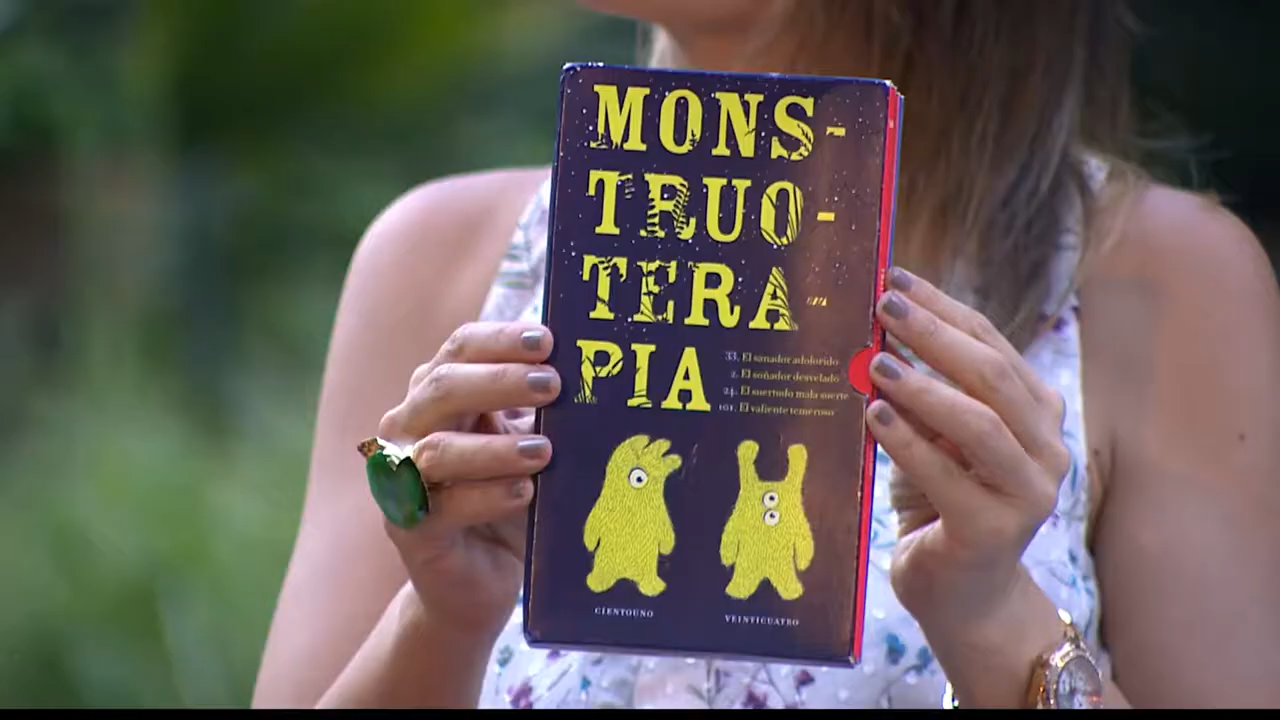 MONS-
TRUO-
TERA-
PIA
33. El sanador adolorido
2. El soñador desvelado
24. El suertudo mala suerte
101. El valiente temeroso
CIENTOUNO
VEINTICUATRO